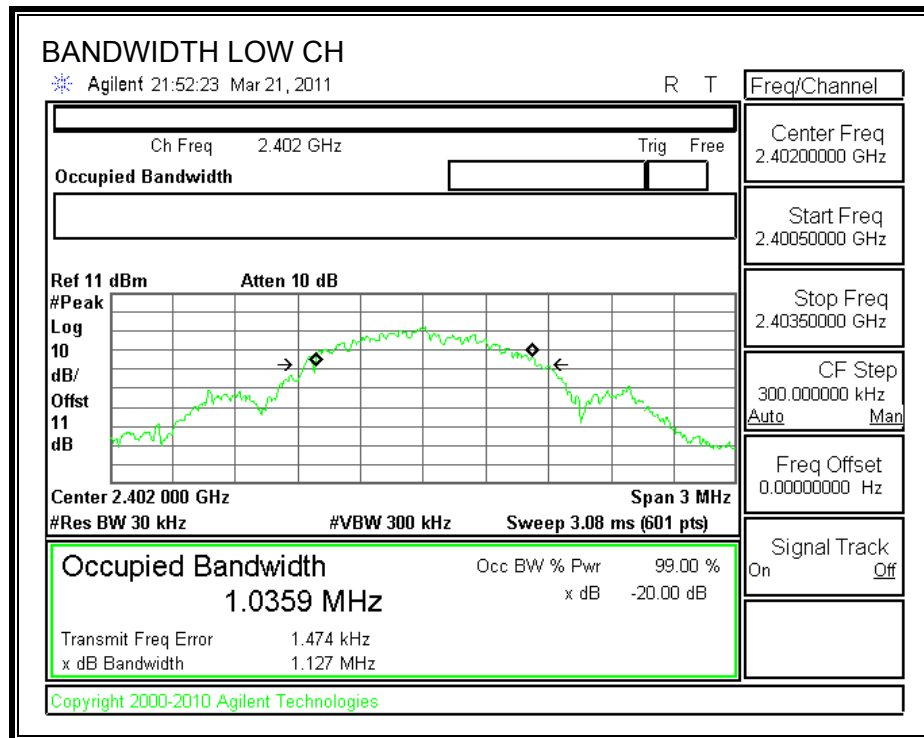 BANDWIDTH LOW CH
Agilent 21:52:23 Mar 21, 2011 R T
Ch Freq 2.402 GHz Trig Free
Occupied Bandwidth
Ref 11 dBm Atten 10 dB
#Peak
Log
10
dB/
Offst
11
dB
Center 2.402 000 GHz Span 3 MHz
#Res BW 30 kHz #VBW 300 kHz Sweep 3.08 ms (601 pts)
Occupied Bandwidth Occ BW % Pwr 99.00 %
1.0359 MHz x dB -20.00 dB
Transmit Freq Error 1.474 kHz
x dB Bandwidth 1.127 MHz
Copyright 2000-2010 Agilent Technologies
Freq/Channel
Center Freq
2.40200000 GHz
Start Freq
2.40050000 GHz
Stop Freq
2.40350000 GHz
CF Step
300.000000 kHz
Auto Man
Freq Offset
0.00000000 Hz
Signal Track
On Off